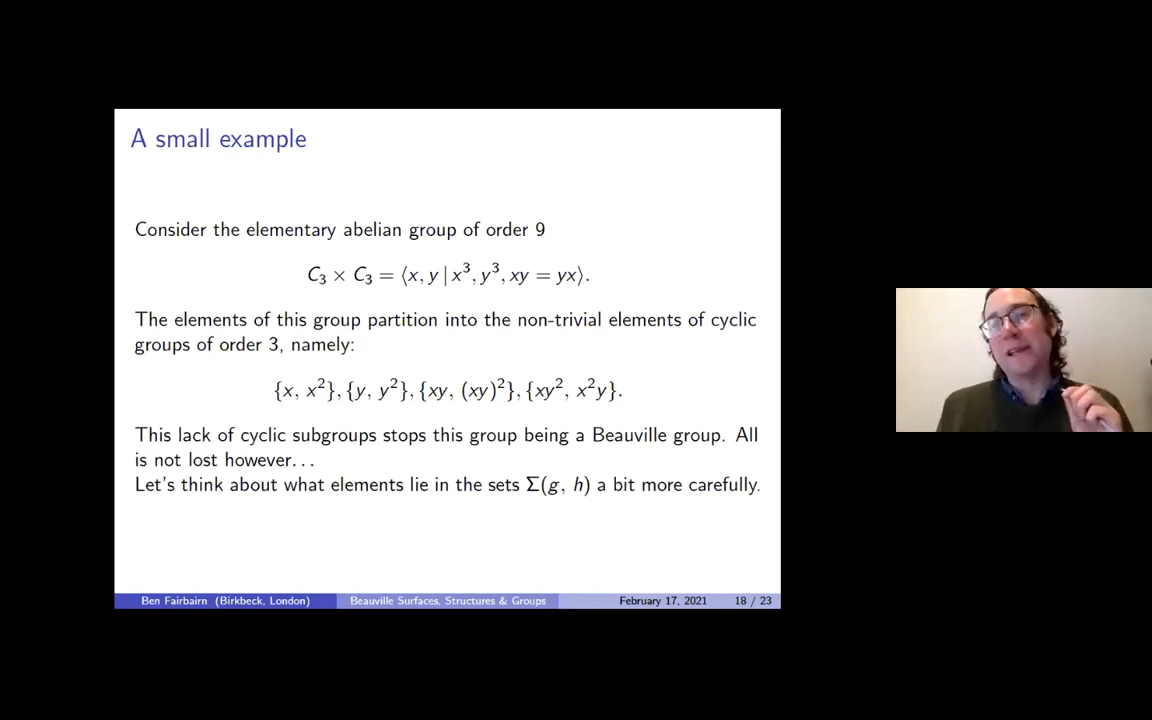 A small example
Consider the elementary abelian group of order 9
C₃ × C₃ = ⟨x, y | x³, y³, xy = yx⟩.
The elements of this group partition into the non-trivial elements of cyclic
groups of order 3, namely:
{x, x²}, {y, y²}, {xy, (xy)²}, {xy², x²y}.
This lack of cyclic subgroups stops this group being a Beauville group. All
is not lost however...
Let's think about what elements lie in the sets Σ(g, h) a bit more carefully.
Ben Fairbairn (Birkbeck, London) Beauville Surfaces, Structures & Groups February 17, 2021 18 / 23